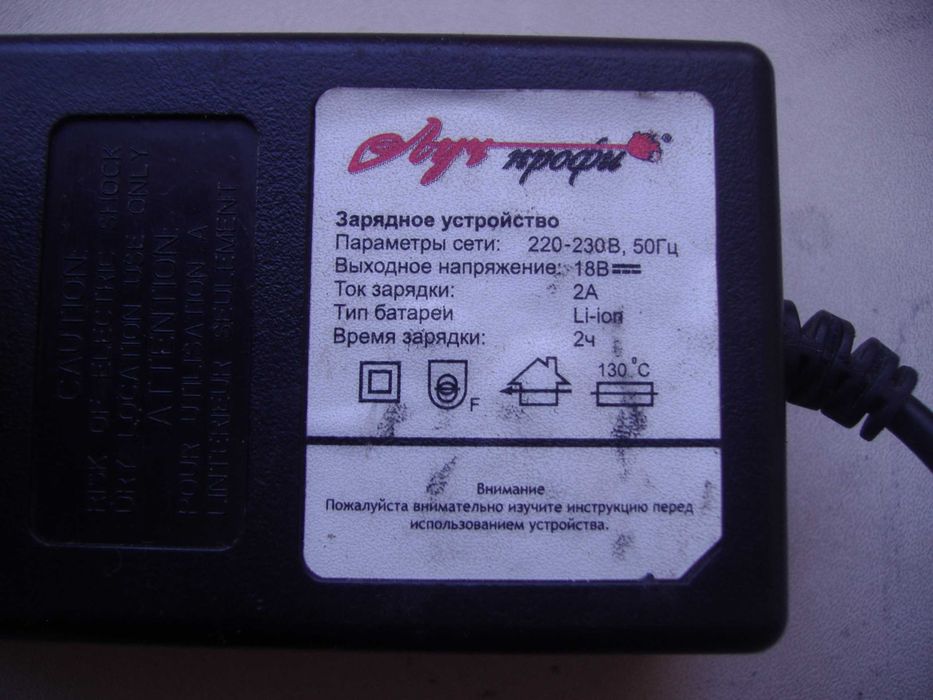 CAUTION
RISK OF ELECTRIC SHOCK
DRY LOCATION USE ONLY
ATTENTION
POUR UTILICATION A
LINTENEUR SEULEMENT
Луч профи ®
Зарядное устройство
Параметры сети: 220-230В, 50Гц
Выходное напряжение: 18В
Ток зарядки: 2А
Тип батареи Li-ion
Время зарядки: 2ч
F
130 °C
Внимание
Пожалуйста внимательно изучите инструкцию перед
использованием устройства.